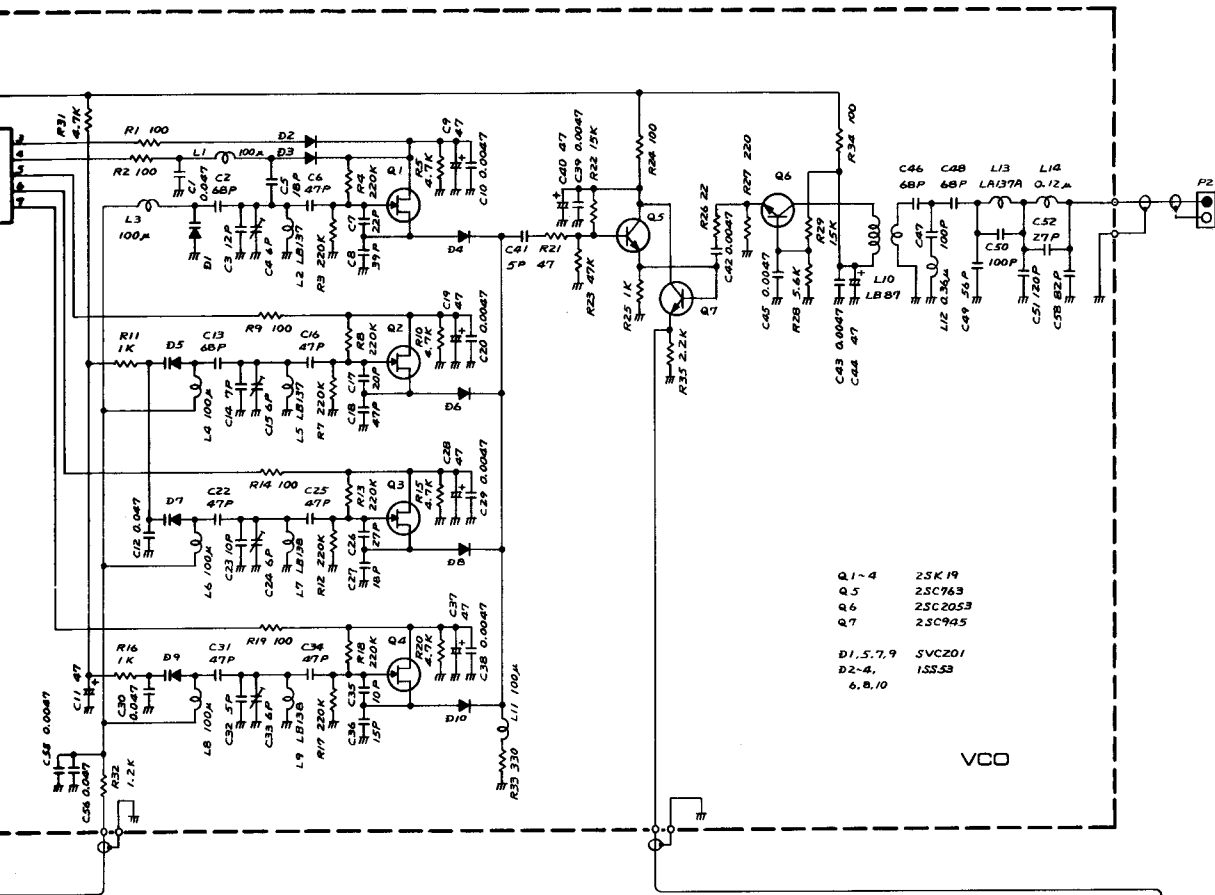 R31 4.7K
3
4
5
6
7
R1 100
R2 100
L1 100μ
D2
D3
C1 0.047
C2 68P
C5 18P
C6 47P
R4 220K
Q1
R5 4.7K
C9 47
C10 0.0047
L3 100μ
D1
C3 12P
C4 6P
L2 LB137
R3 220K
C7 22P
C8 39P
D4
C41 5P
R21 47
C40 47
C39 0.0047
R22 15K
R23 47K
R24 100
Q5
R25 1K
Q7
R35 2.2K
R26 22
C42 0.0047
R27 220
Q6
C45 0.0047
R28 5.6K
R29 15K
R34 100
C43 0.0047
C44 47
L10 LB87
C46 68P
C47 100P
C48 68P
L12 0.36μ
C49 56P
L13 LA137A
C50 100P
L14 0.12μ
C52 27P
C51 120P
C58 82P
P2
R11 1K
D5
C13 68P
R9 100
C16 47P
R8 220K
Q2
R10 4.7K
C19 47
C20 0.0047
L4 100μ
C14 7P
C15 6P
L5 LB137
R7 220K
C17 20P
C18 47P
D6
R14 100
C12 0.047
D7
C22 47P
C25 47P
R13 220K
Q3
R15 4.7K
C28 47
C29 0.0047
L6 100μ
C23 10P
C24 6P
L7 LB138
R12 220K
C26 27P
C27 18P
D8
R19 100
R16 1K
D9
C31 47P
C34 47P
R18 220K
Q4
R20 4.7K
C37 47
C38 0.0047
C11 47
C30 0.047
L8 100μ
C32 5P
C33 6P
L9 LB138
R17 220K
C35 10P
C36 15P
D10
L11 100μ
R33 330
C56 0.047
R32 1.2K
Q1~4 2SK19
Q5 2SC763
Q6 2SC2053
Q7 2SC945
D1,5,7,9 SVC201
D2~4, 1SS53
6,8,10
VCO